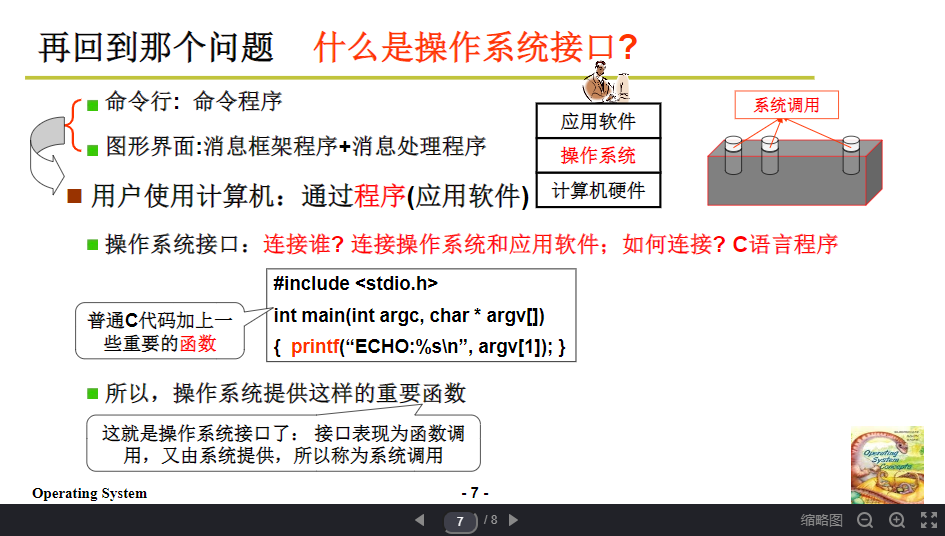 再回到那个问题 什么是操作系统接口?
命令行: 命令程序
图形界面:消息框架程序+消息处理程序
应用软件
操作系统
计算机硬件
系统调用
用户使用计算机：通过程序(应用软件)
操作系统接口：连接谁? 连接操作系统和应用软件；如何连接? C语言程序
普通C代码加上一
些重要的函数
#include <stdio.h>
int main(int argc, char * argv[])
{ printf(“ECHO:%s\n”, argv[1]); }
所以，操作系统提供这样的重要函数
这就是操作系统接口了： 接口表现为函数调
用，又由系统提供，所以称为系统调用
Operating
System
Concepts
Operating System
- 7 -
7 / 8
缩略图